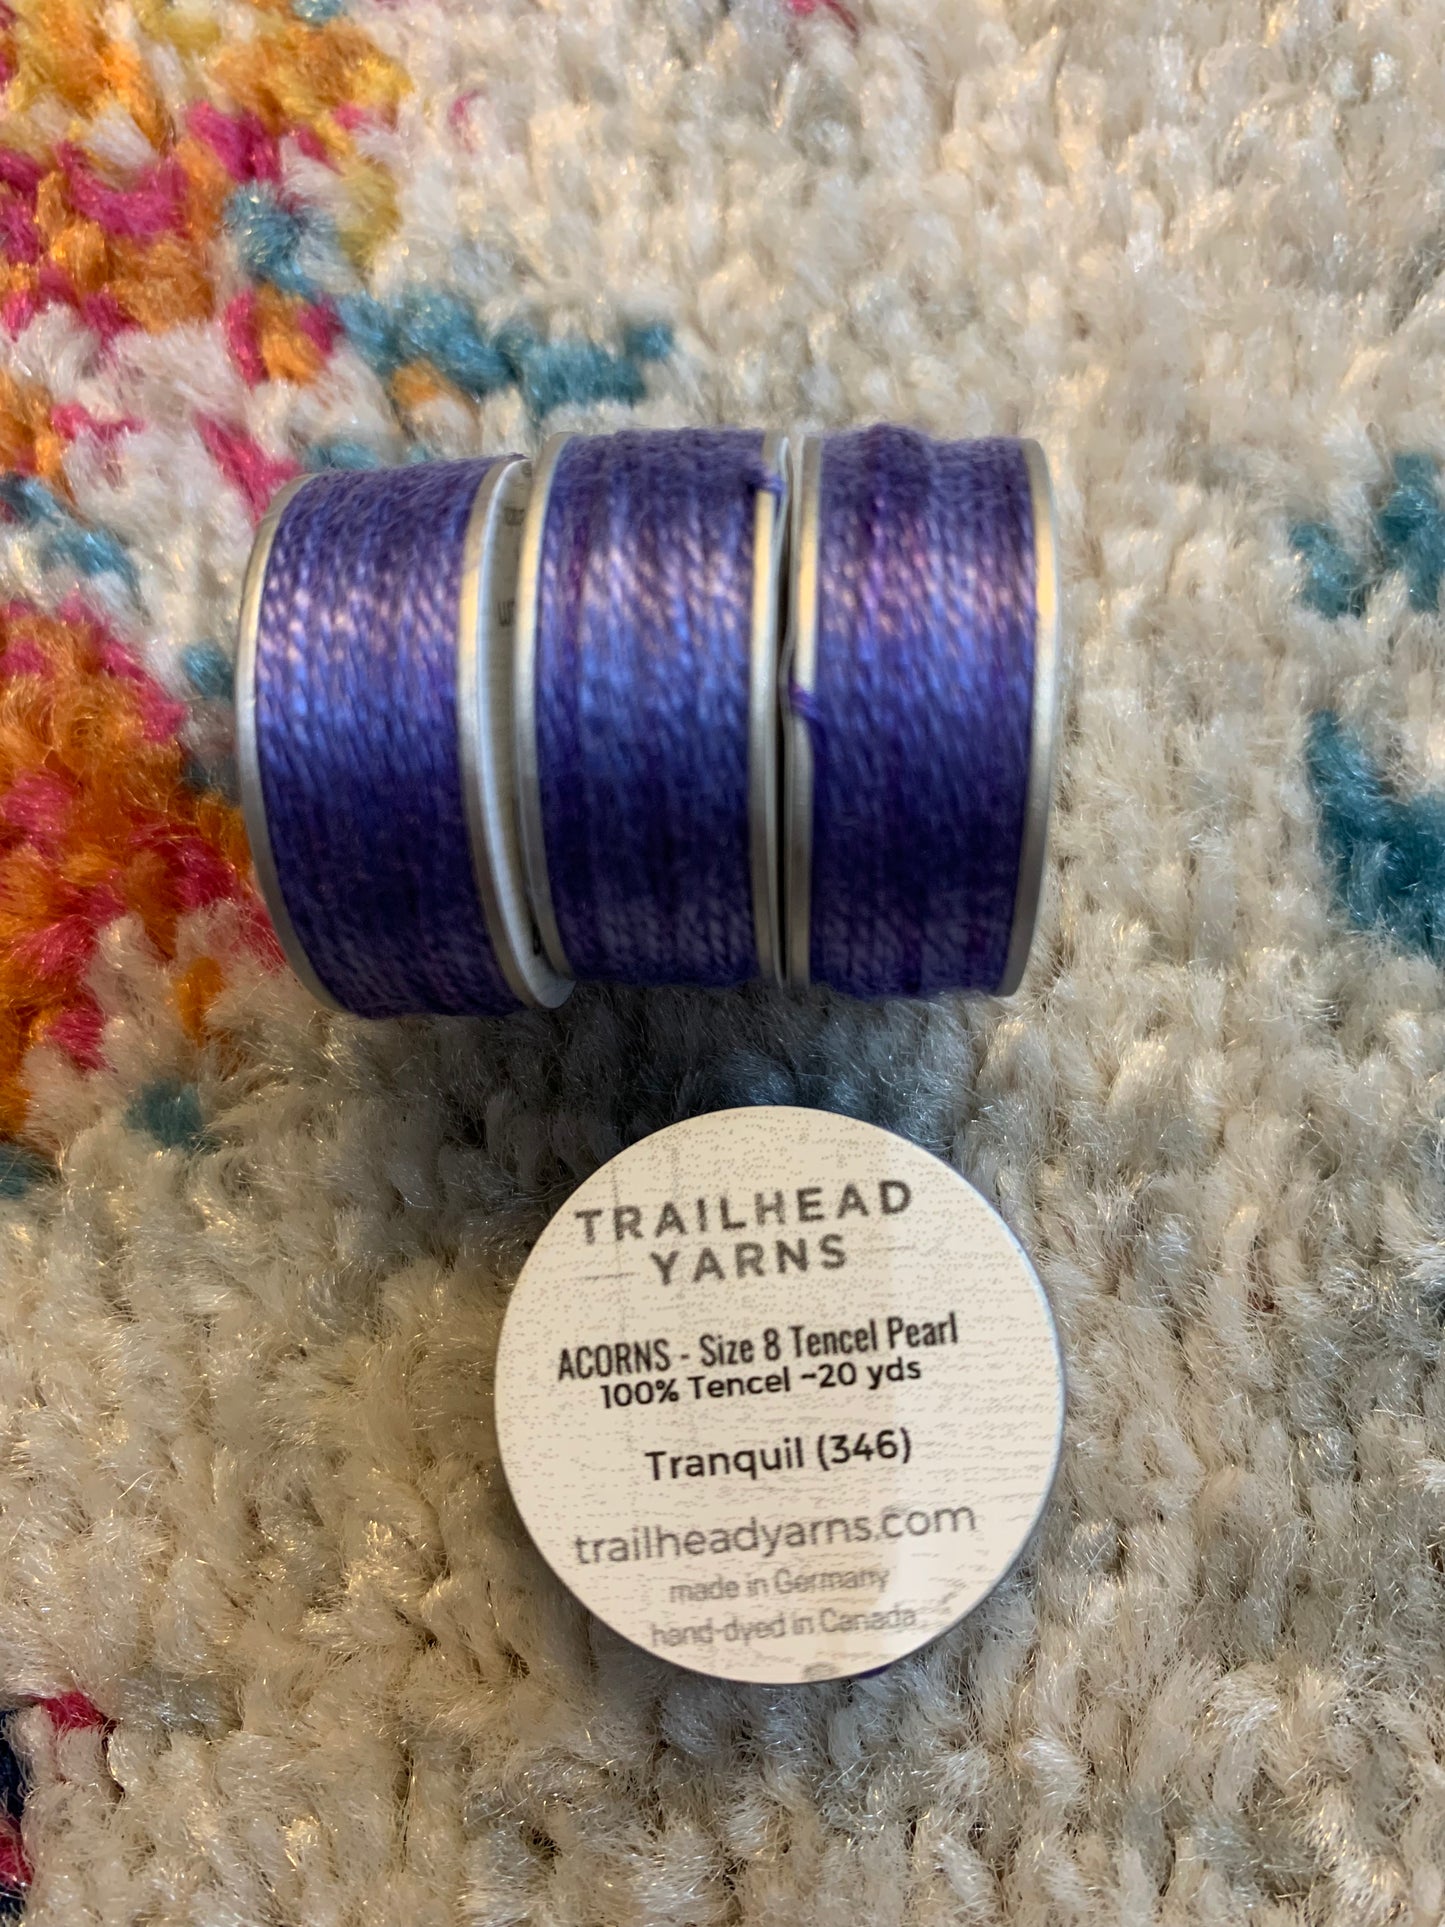 TRAILHEAD
YARNS
ACORNS - Size 8 Tencel Pearl
100% Tencel ~20 yds
Tranquil (346)
trailheadyarns.com
made in Germany
hand-dyed in Canada